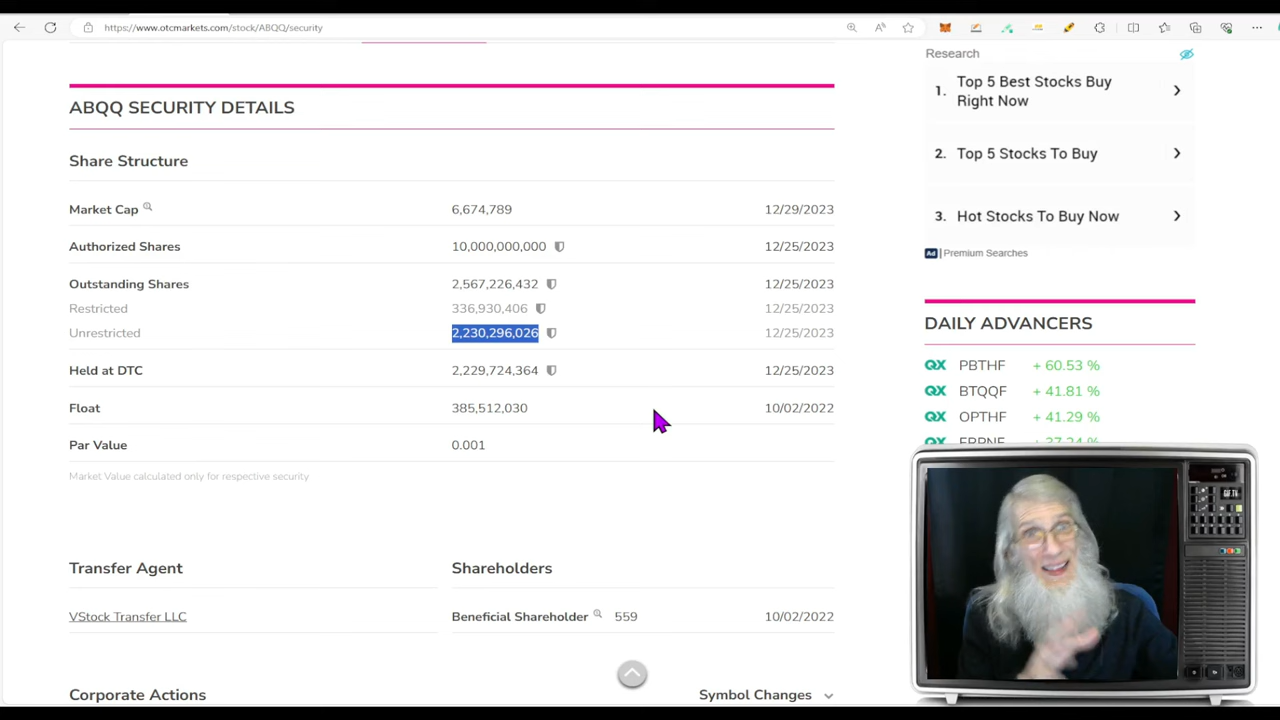 https://www.otcmarkets.com/stock/ABQQ/security
ABQQ SECURITY DETAILS
Share Structure
Market Cap 6,674,789 12/29/2023
Authorized Shares 10,000,000,000 12/25/2023
Outstanding Shares 2,567,226,432 12/25/2023
Restricted 336,930,406 12/25/2023
Unrestricted 2,230,296,026 12/25/2023
Held at DTC 2,229,724,364 12/25/2023
Float 385,512,030 10/02/2022
Par Value 0.001
Market Value calculated only for respective security
Transfer Agent
VStock Transfer LLC
Shareholders
Beneficial Shareholder 559 10/02/2022
Corporate Actions
Symbol Changes
Research
1. Top 5 Best Stocks Buy
Right Now
2. Top 5 Stocks To Buy
3. Hot Stocks To Buy Now
Ad Premium Searches
DAILY ADVANCERS
QX PBTHF + 60.53 %
QX BTQQF + 41.81 %
QX OPTHF + 41.29 %